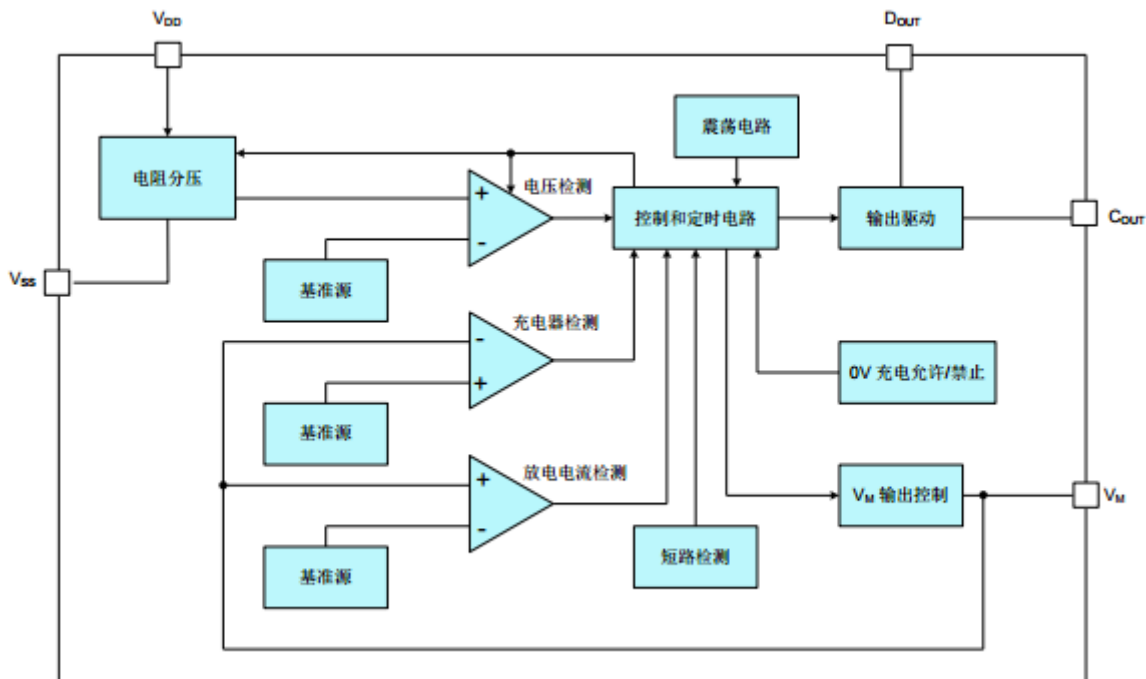 VDD
DOUT
震荡电路
电阻分压
电压检测
+
-
控制和定时电路
输出驱动
COUT
VSS
基准源
充电器检测
-
+
0V 充电允许/禁止
基准源
放电电流检测
+
-
VM 输出控制
VM
短路检测
基准源